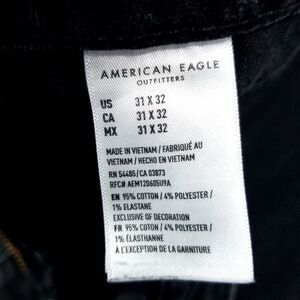 AMERICAN EAGLE
OUTFITTERS
US 31 X 32
CA 31 X 32
MX 31 X 32
MADE IN VIETNAM / FABRIQUÉ AU
VIETNAM / HECHO EN VIETNAM
RN 54485/CA 03873
RFC# AEM120605U9A
EN 95% COTTON / 4% POLYESTER /
1% ELASTANE
EXCLUSIVE OF DECORATION
FR 95% COTON / 4% POLYESTER /
1% ÉLASTHANNE
À L'EXCEPTION DE LA GARNITURE